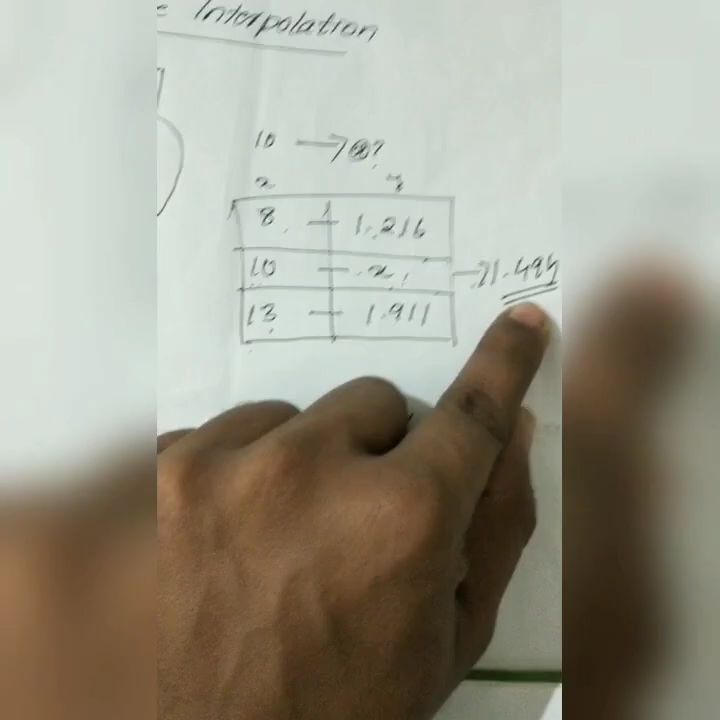 Interpolation
10 → ?
x y
8 1.216
10 x → 1.494
13 1.911